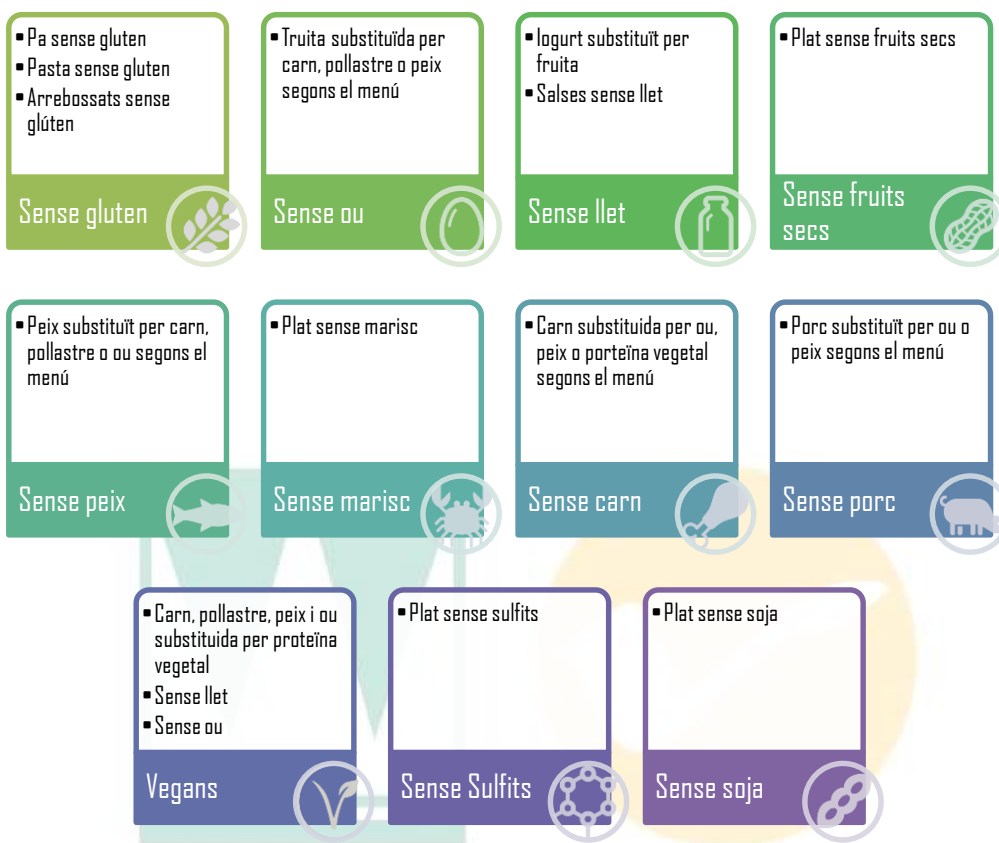 ▪ Pa sense gluten
▪ Pasta sense gluten
▪ Arrebossats sense
glúten
Sense gluten
▪ Truita substituïda per
carn, pollastre o peix
segons el menú
Sense ou
▪ Iogurt substituït per
fruita
▪ Salses sense llet
Sense llet
▪ Plat sense fruits secs
Sense fruits
secs
▪ Peix substituït per carn,
pollastre o ou segons el
menú
Sense peix
▪ Plat sense marisc
Sense marisc
▪ Carn substituida per ou,
peix o porteïna vegetal
segons el menú
Sense carn
▪ Porc substituït per ou o
peix segons el menú
Sense porc
▪ Carn, pollastre, peix i ou
substituida per proteïna
vegetal
▪ Sense llet
▪ Sense ou
Vegans
▪ Plat sense sulfits
Sense Sulfits
▪ Plat sense soja
Sense soja